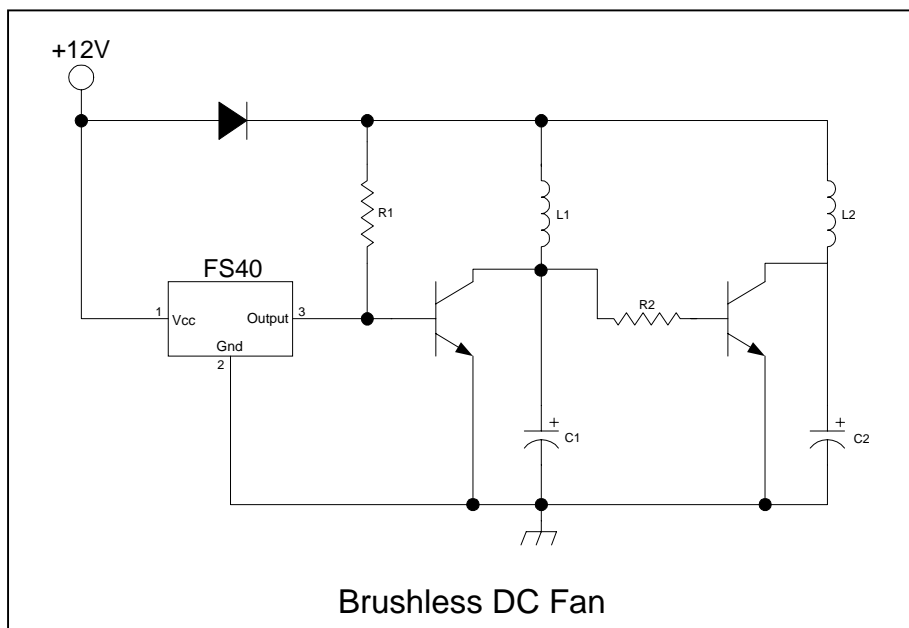 +12V
R1
L1
L2
FS40
1
Vcc
Output
3
Gnd
2
R2
+
C1
+
C2
Brushless DC Fan